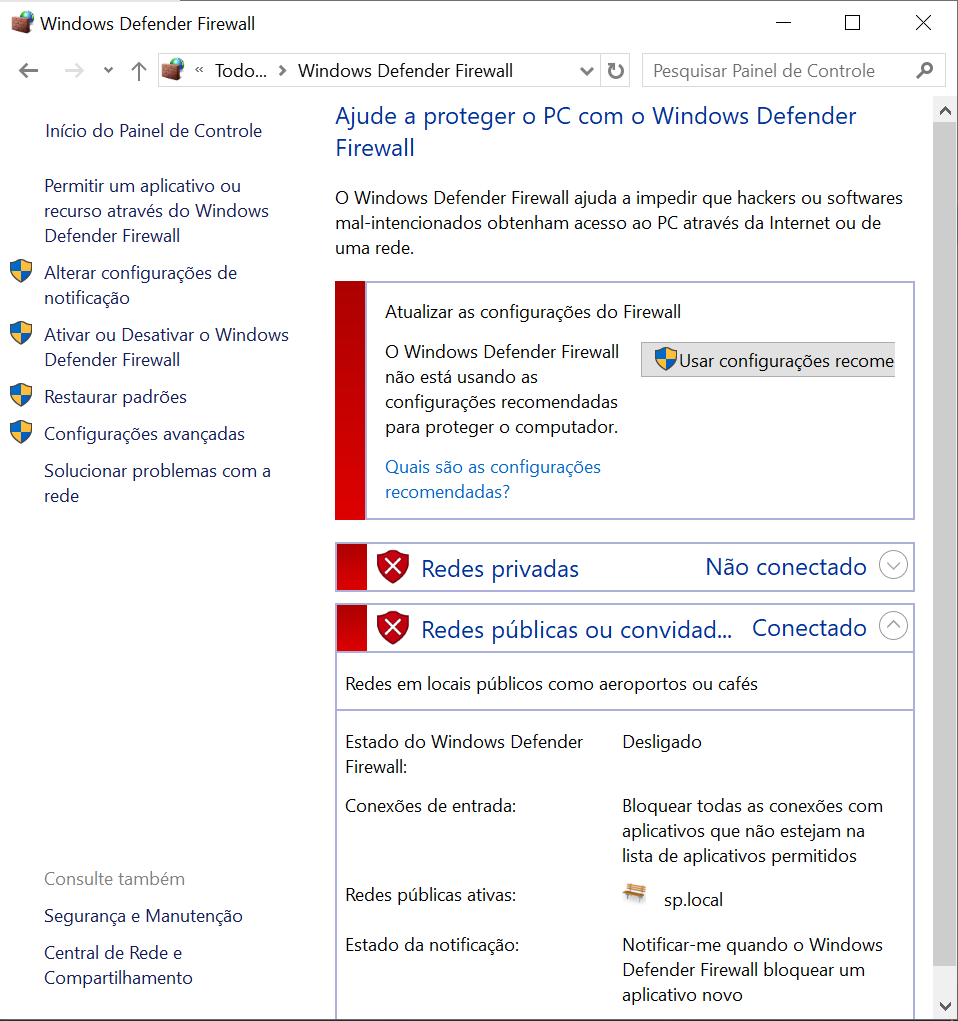 Windows Defender Firewall
« Todo... > Windows Defender Firewall
Pesquisar Painel de Controle
Início do Painel de Controle
Permitir um aplicativo ou
recurso através do Windows
Defender Firewall
Alterar configurações de
notificação
Ativar ou Desativar o Windows
Defender Firewall
Restaurar padrões
Configurações avançadas
Solucionar problemas com a
rede
Consulte também
Segurança e Manutenção
Central de Rede e
Compartilhamento
Ajude a proteger o PC com o Windows Defender
Firewall
O Windows Defender Firewall ajuda a impedir que hackers ou softwares
mal-intencionados obtenham acesso ao PC através da Internet ou de
uma rede.
Atualizar as configurações do Firewall
O Windows Defender Firewall
não está usando as
configurações recomendadas
para proteger o computador.
Usar configurações recome
Quais são as configurações
recomendadas?
Redes privadas
Não conectado
Redes públicas ou convidad...
Conectado
Redes em locais públicos como aeroportos ou cafés
Estado do Windows Defender
Firewall:
Desligado
Conexões de entrada:
Bloquear todas as conexões com
aplicativos que não estejam na
lista de aplicativos permitidos
Redes públicas ativas:
sp.local
Estado da notificação:
Notificar-me quando o Windows
Defender Firewall bloquear um
aplicativo novo